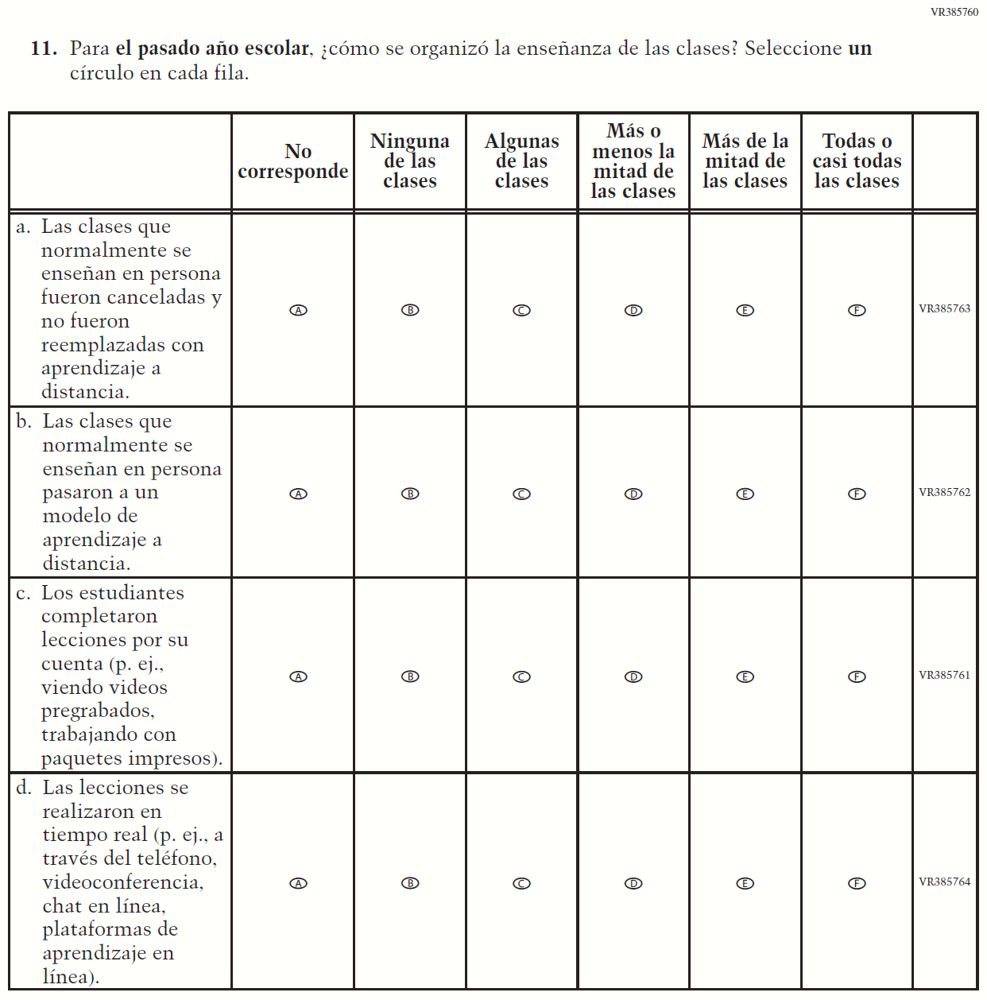 VR385760
11. Para el pasado año escolar, ¿cómo se organizó la enseñanza de las clases? Seleccione un
círculo en cada fila.
No
corresponde
Ninguna
de las
clases
Algunas
de las
clases
Más o
menos la
mitad de
las clases
Más de la
mitad de
las clases
Todas o
casi todas
las clases
a. Las clases que
normalmente se
enseñan en persona
fueron canceladas y
no fueron
reemplazadas con
aprendizaje a
distancia.
A B C D E F VR385763
b. Las clases que
normalmente se
enseñan en persona
pasaron a un
modelo de
aprendizaje a
distancia.
A B C D E F VR385762
c. Los estudiantes
completaron
lecciones por su
cuenta (p. ej.,
viendo videos
pregrabados,
trabajando con
paquetes impresos).
A B C D E F VR385761
d. Las lecciones se
realizaron en
tiempo real (p. ej., a
través del teléfono,
videoconferencia,
chat en línea,
plataformas de
aprendizaje en
línea).
A B C D E F VR385764